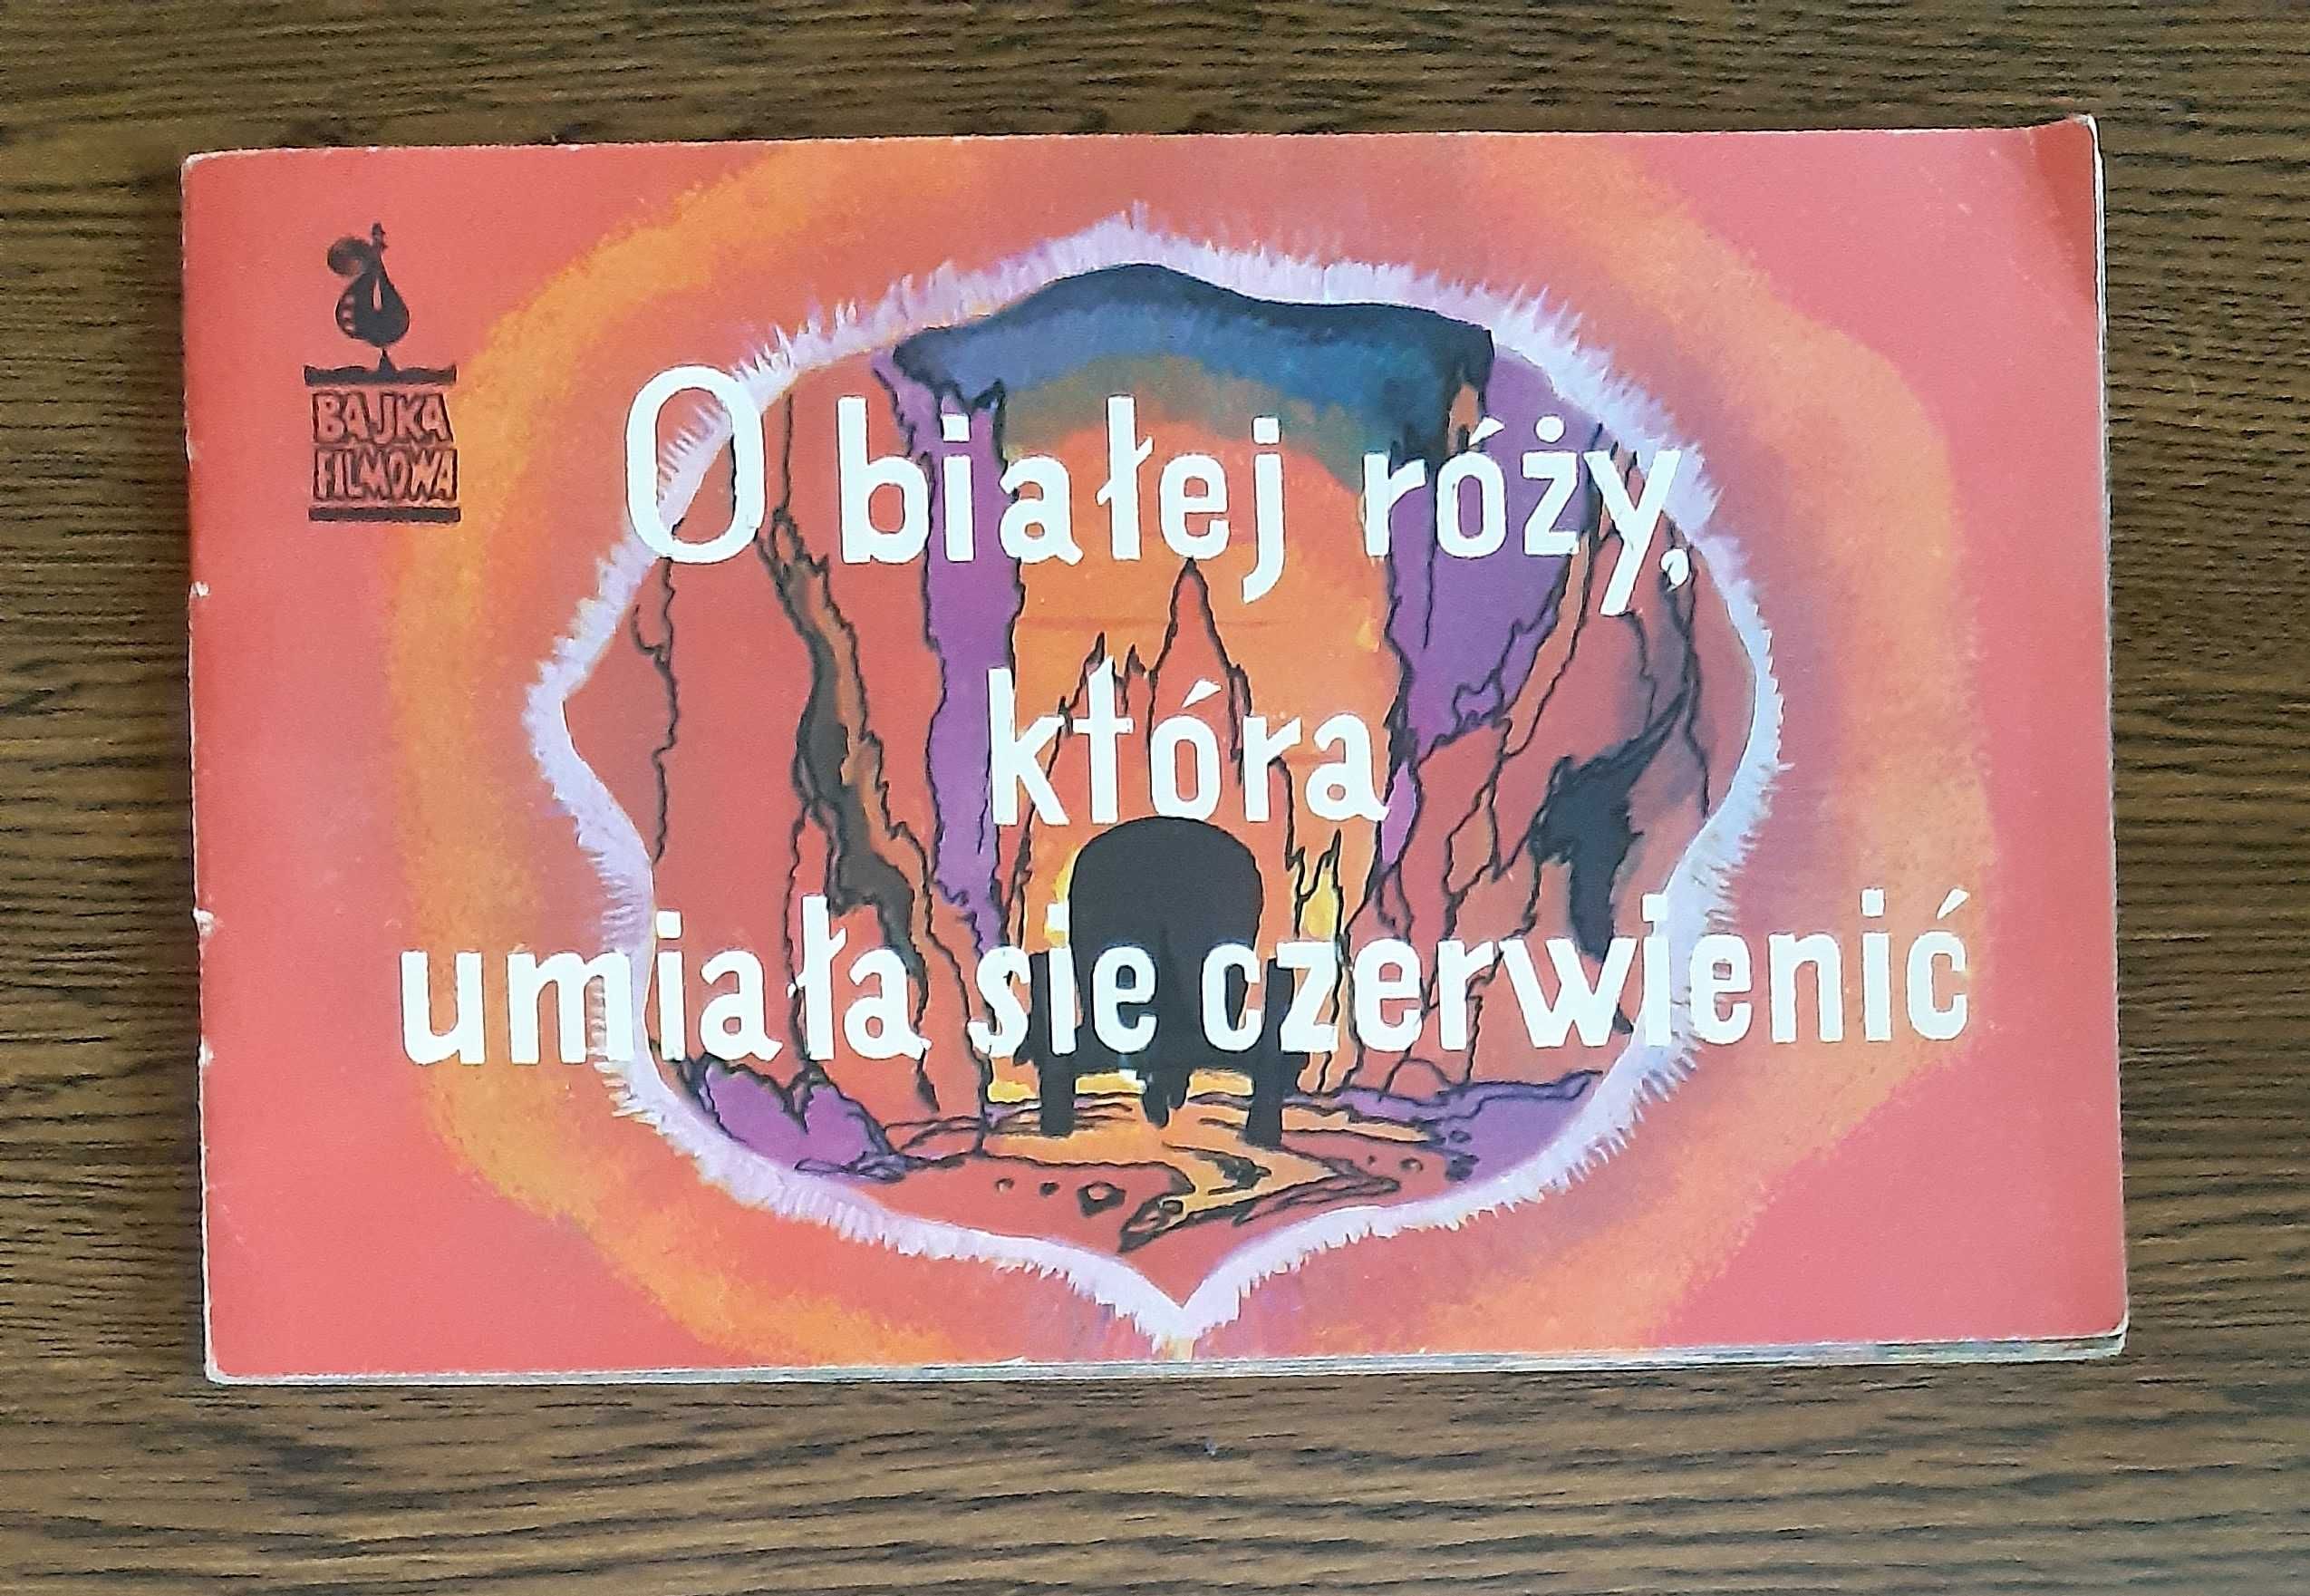 BAJKA
FILMOWA
O białej róży,
która
umiała się czerwienić